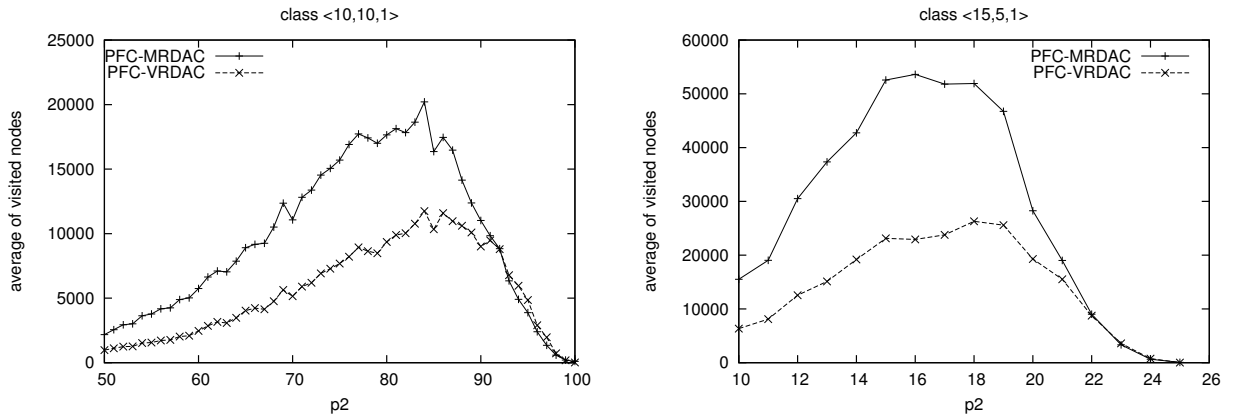 class <10,10,1>
25000
20000
15000
10000
5000
0
average of visited nodes
PFC-MRDAC
PFC-VRDAC
50 60 70 80 90 100
p2
class <15,5,1>
60000
50000
40000
30000
20000
10000
0
average of visited nodes
PFC-MRDAC
PFC-VRDAC
10 12 14 16 18 20 22 24 26
p2